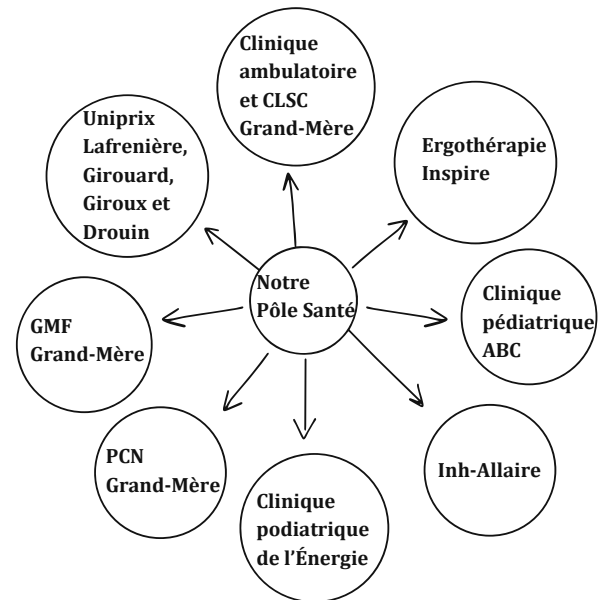 Clinique
ambulatoire
et CLSC
Grand-Mère
Uniprix
Lafrenière,
Girouard,
Giroux et
Drouin
Ergothérapie
Inspire
Notre
Pôle Santé
GMF
Grand-Mère
Clinique
pédiatrique
ABC
PCN
Grand-Mère
Inh-Allaire
Clinique
podiatrique
de l'Énergie